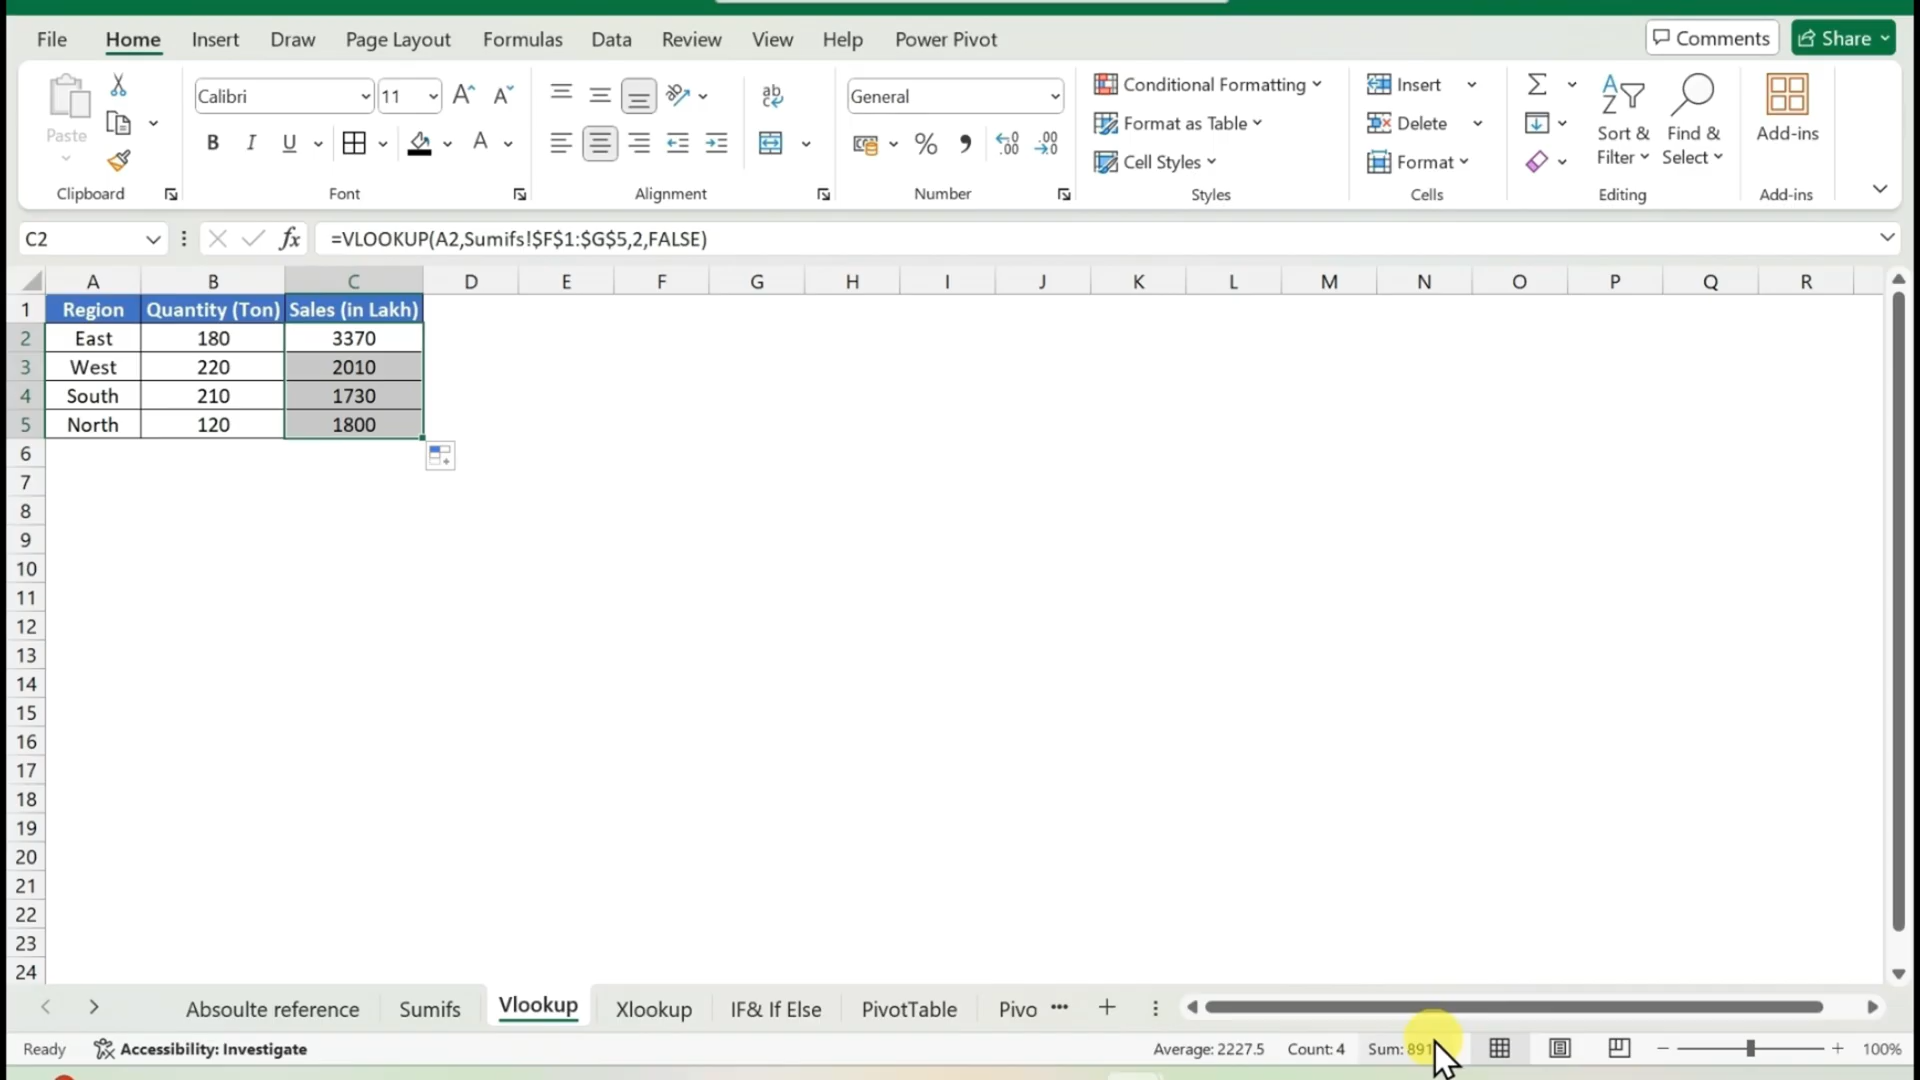 File Home Insert Draw Page Layout Formulas Data Review View Help Power Pivot Comments Share
Calibri 11 General Conditional Formatting Insert
Format as Table Delete
Cell Styles Format
Paste Sort & Filter Find & Select Add-ins
Clipboard Font Alignment Number Styles Cells Editing Add-ins
C2 fx =VLOOKUP(A2,Sumifs!$F$1:$G$5,2,FALSE)
A B C D E F G H I J K L M N O P Q R
1 Region Quantity (Ton) Sales (in Lakh)
2 East 180 3370
3 West 220 2010
4 South 210 1730
5 North 120 1800
6
7
8
9
10
11
12
13
14
15
16
17
18
19
20
21
22
23
24
Absoulte reference Sumifs Vlookup Xlookup IF& If Else PivotTable Pivo
Ready Accessibility: Investigate Average: 2227.5 Count: 4 Sum: 100%